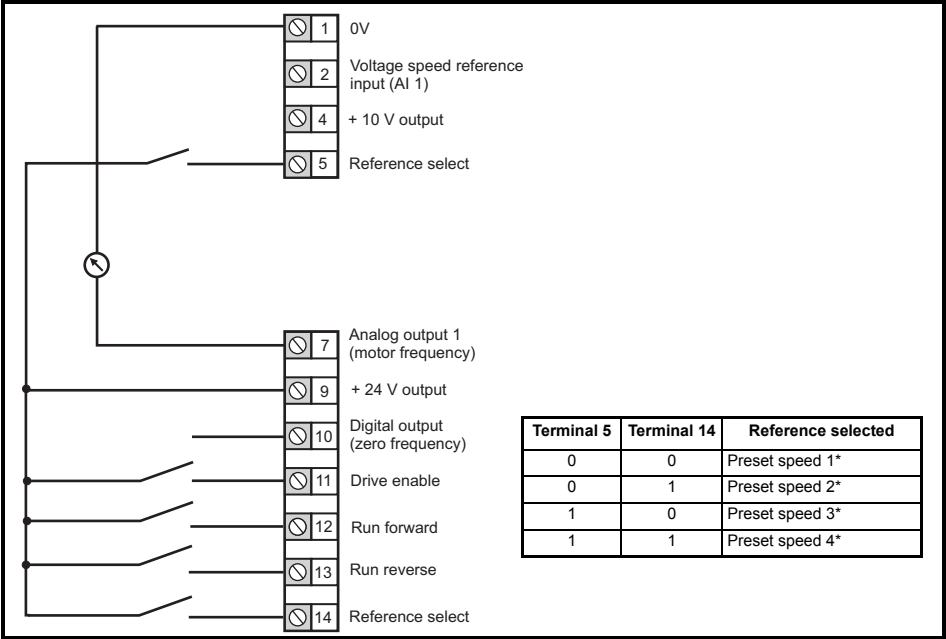 1 0V
2 Voltage speed reference
input (AI 1)
4 + 10 V output
5 Reference select
7 Analog output 1
(motor frequency)
9 + 24 V output
10 Digital output
(zero frequency)
11 Drive enable
12 Run forward
13 Run reverse
14 Reference select
Terminal 5 Terminal 14 Reference selected
0 0 Preset speed 1*
0 1 Preset speed 2*
1 0 Preset speed 3*
1 1 Preset speed 4*